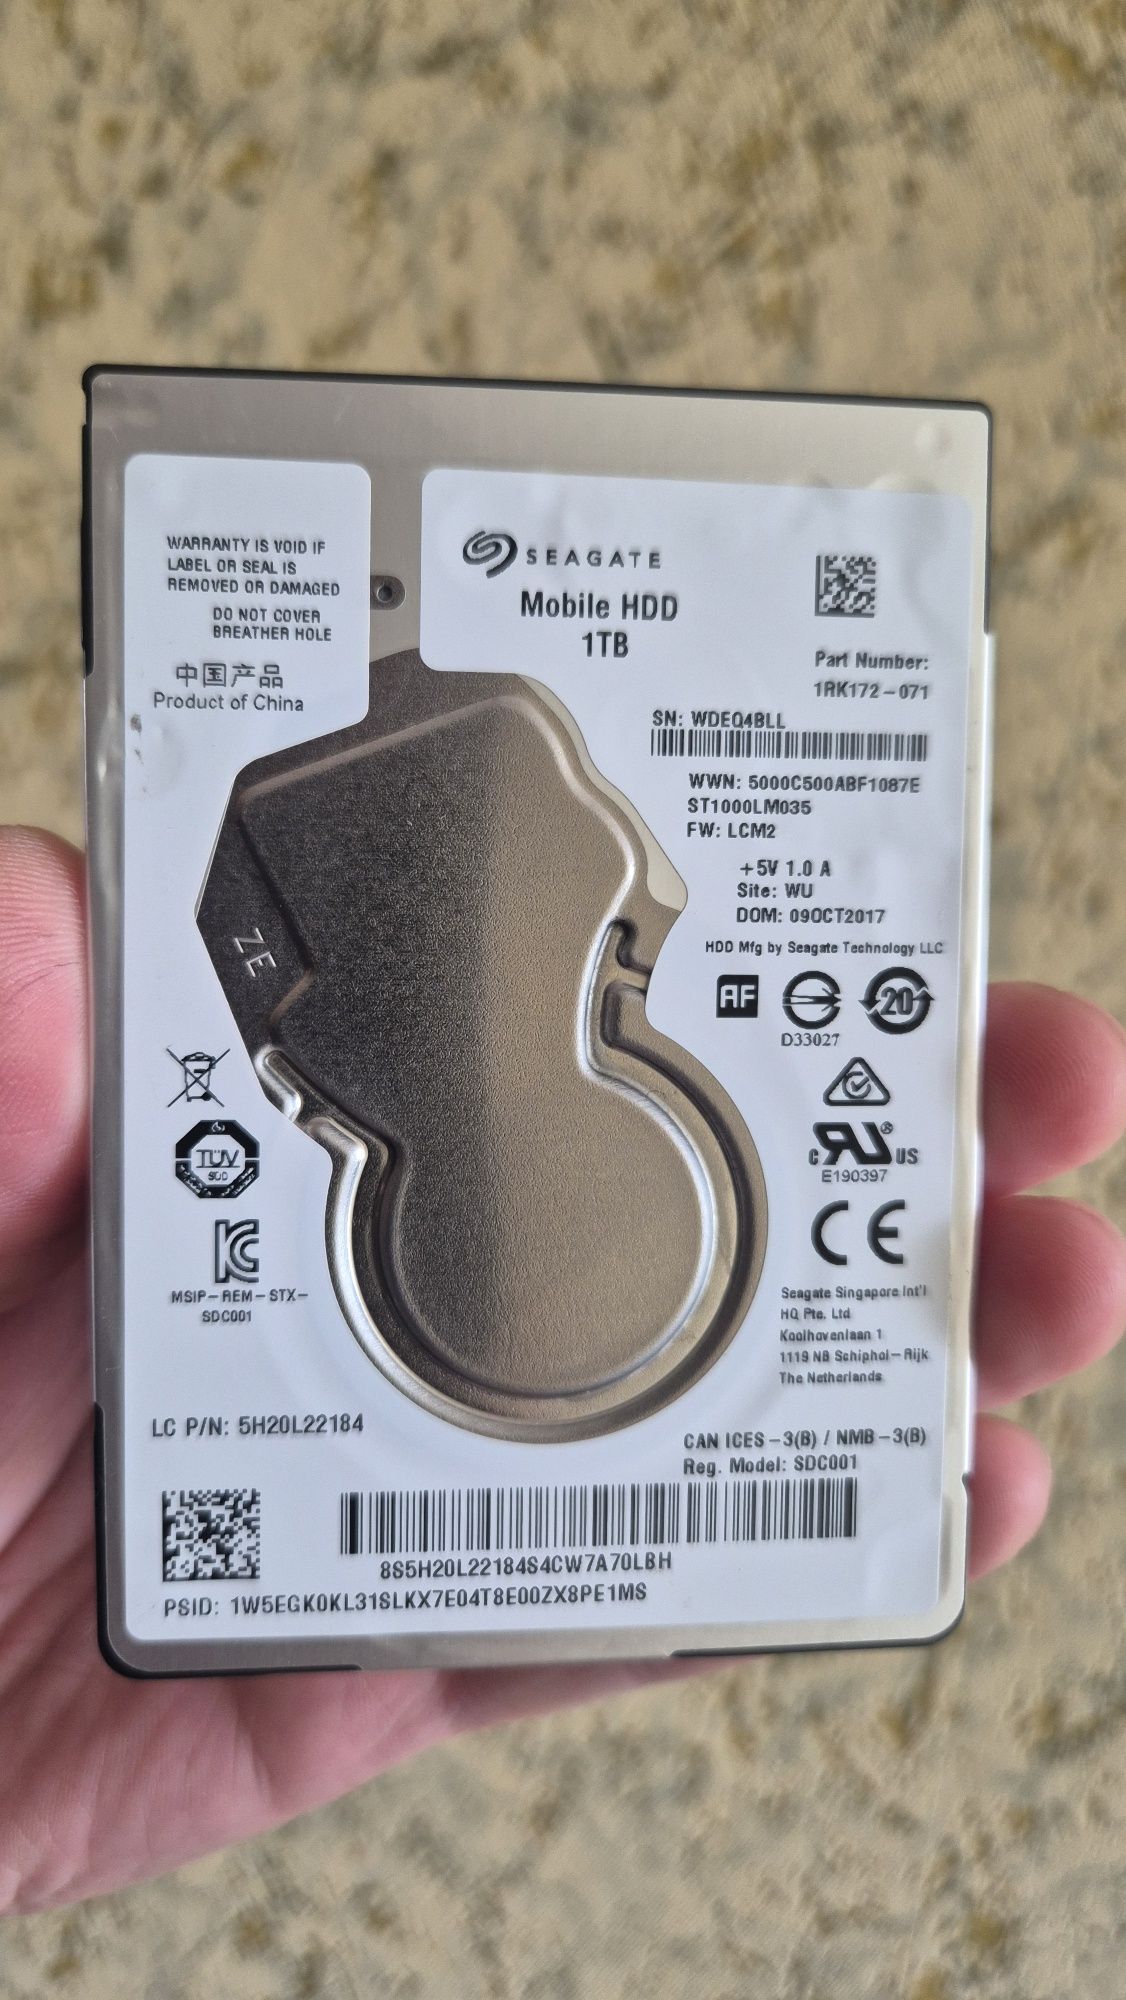 WARRANTY IS VOID IF
LABEL OR SEAL IS
REMOVED OR DAMAGED
DO NOT COVER
BREATHER HOLE
中国产品
Product of China
SEAGATE
Mobile HDD
1TB
Part Number:
1RK172-071
SN: WDEQ4BLL
WWN: 5000C500ABF1087E
ST1000LM035
FW: LCM2
+5V 1.0 A
Site: WU
DOM: 09OCT2017
HDD Mfg by Seagate Technology LLC
AF
20
D33027
ZE
TÜV
SÜD
MSIP-REM-STX-
SDC001
c RU ® US
E190397
CE
Seagate Singapore Int'l
HQ Pte. Ltd
Koolhovenlaan 1
1119 NB Schiphol-Rijk
The Netherlands
LC P/N: 5H20L22184
CAN ICES-3(B) / NMB-3(B)
Reg. Model: SDC001
8S5H20L22184S4CW7A70LBH
PSID: 1W5EGK0KL31SLKX7E04T8E00ZX8PE1MS